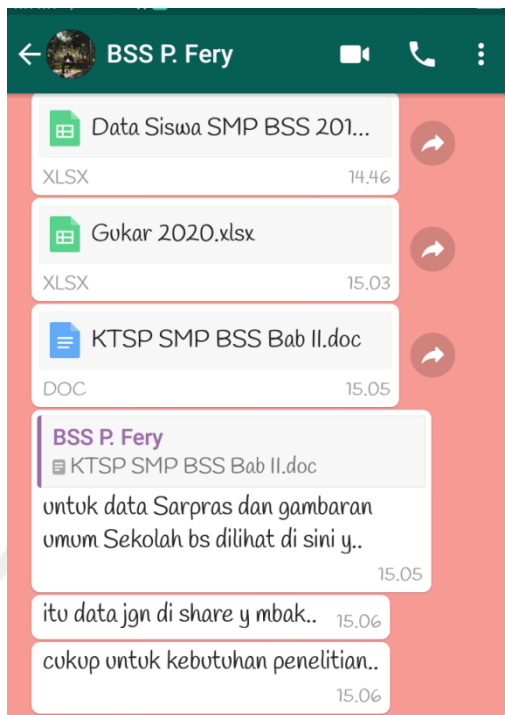 BSS P. Fery
Data Siswa SMP BSS 201...
XLSX 14.46
Gukar 2020.xlsx
XLSX 15.03
KTSP SMP BSS Bab II.doc
DOC 15.05
BSS P. Fery
KTSP SMP BSS Bab II.doc
untuk data Sarpras dan gambaran
umum Sekolah bs dilihat di sini y..
15.05
itu data jgn di share y mbak.. 15.06
cukup untuk kebutuhan penelitian..
15.06